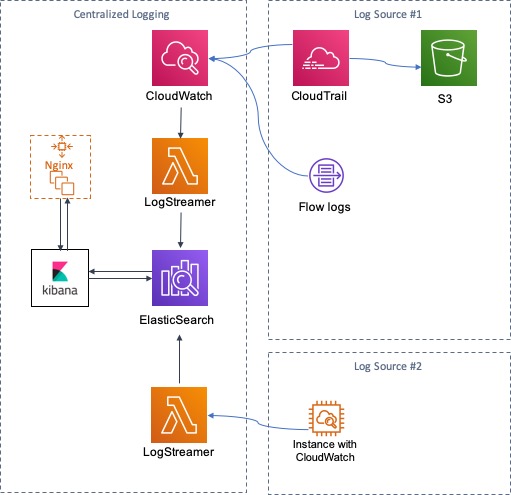 Centralized Logging
Log Source #1
CloudWatch
CloudTrail
S3
Nginx
LogStreamer
Flow logs
kibana
ElasticSearch
Log Source #2
LogStreamer
Instance with
CloudWatch